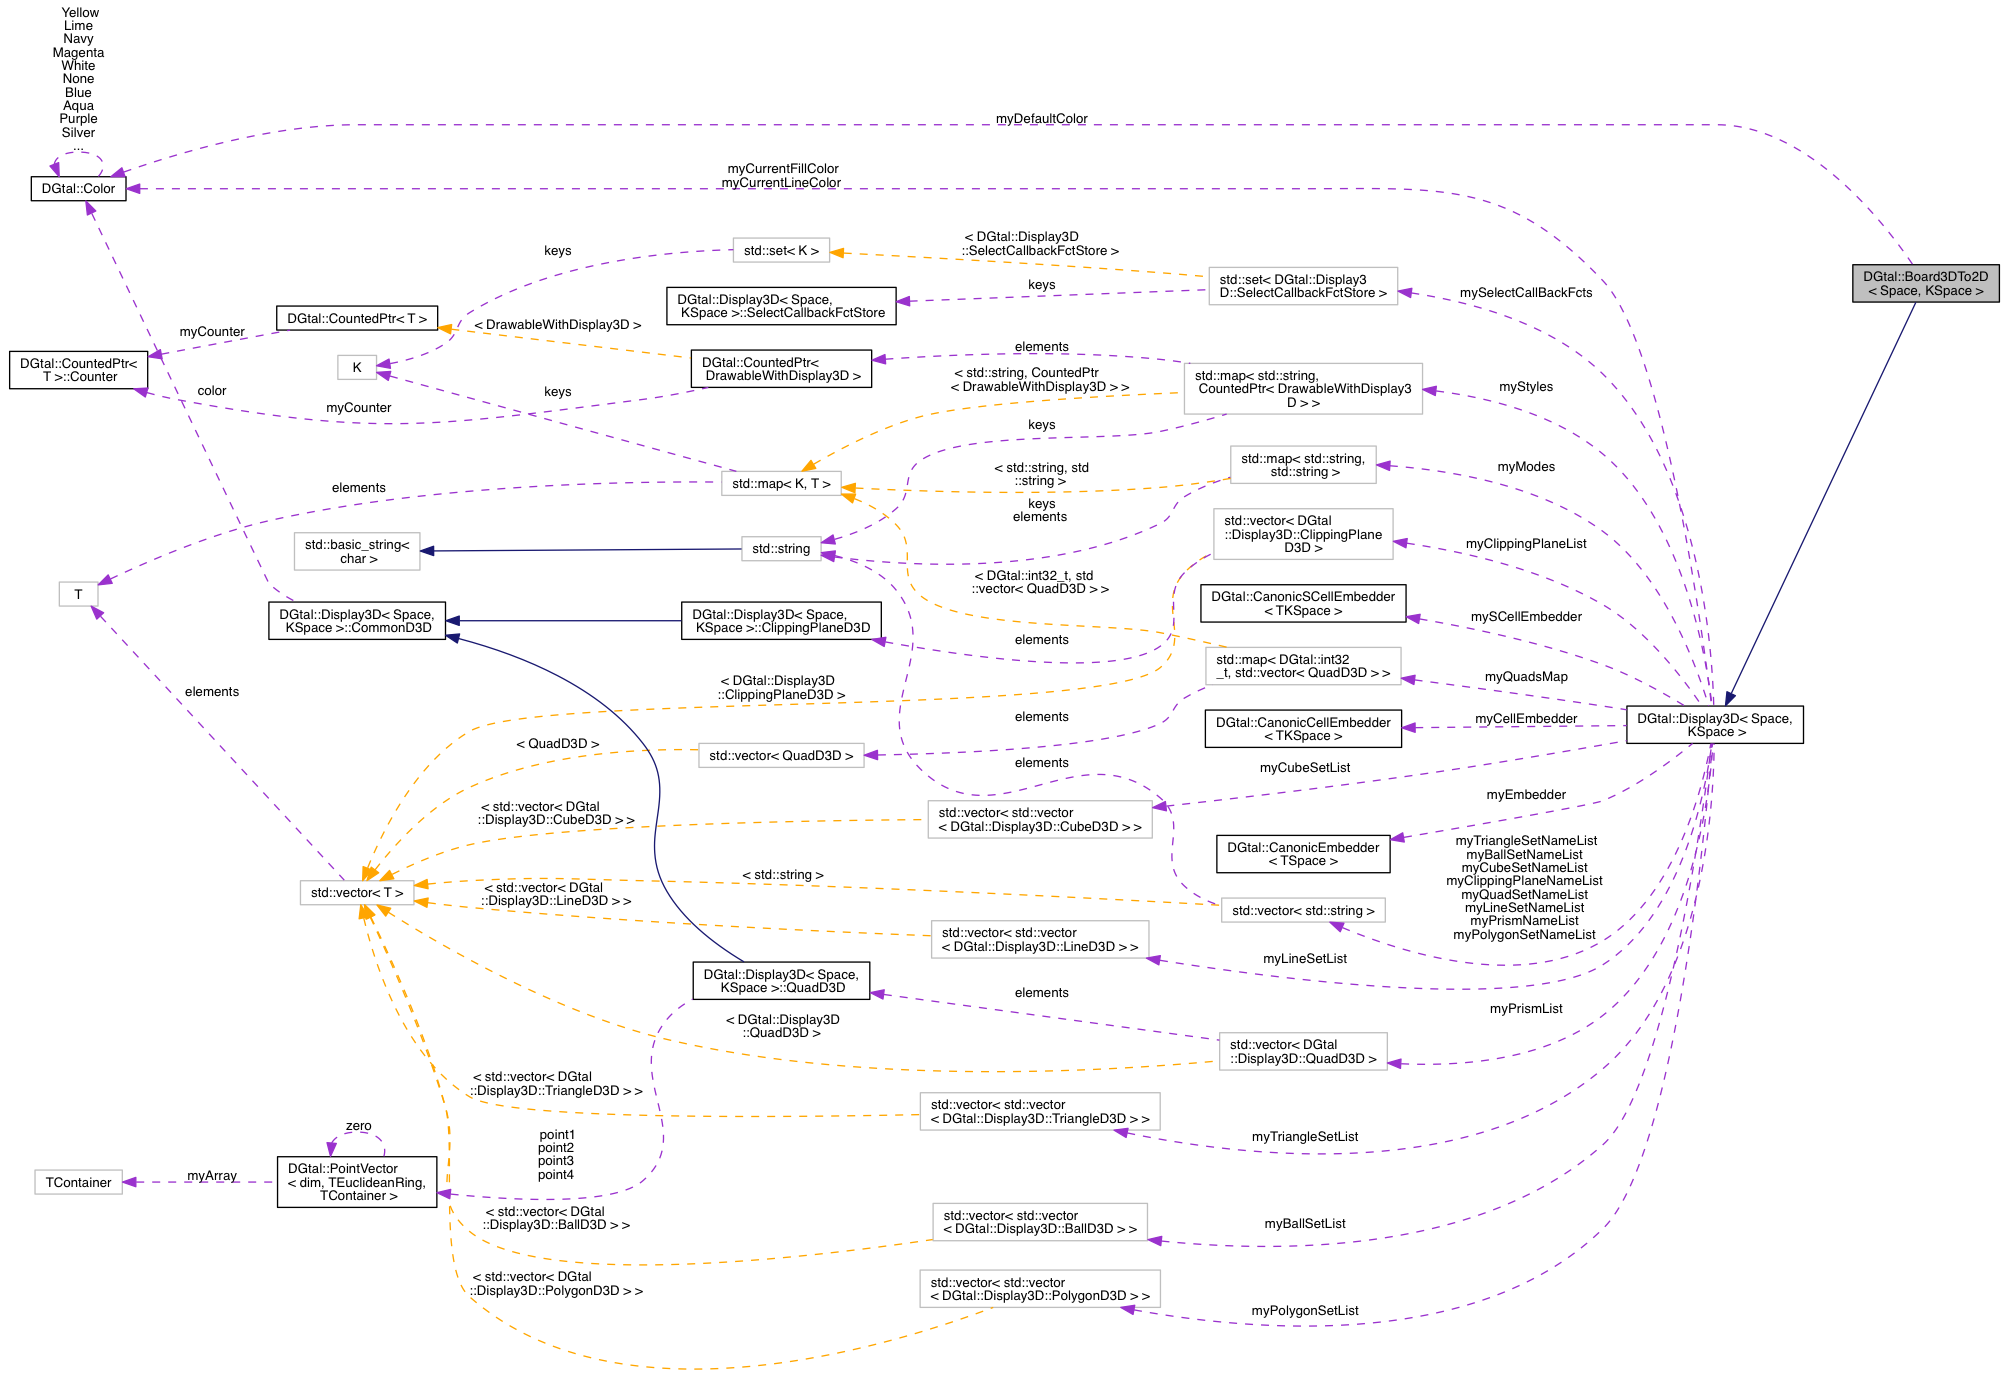 Yellow
Lime
Navy
Magenta
White
None
Blue
Aqua
Purple
Silver
...
DGtal::Color
myDefaultColor
myCurrentFillColor
myCurrentLineColor
DGtal::Board3DTo2D
< Space, KSpace >
keys
std::set< K >
< DGtal::Display3D
::SelectCallbackFctStore >
std::set< DGtal::Display3
D::SelectCallbackFctStore >
mySelectCallBackFcts
keys
DGtal::Display3D< Space,
KSpace >::SelectCallbackFctStore
myCounter
DGtal::CountedPtr< T >
< DrawableWithDisplay3D >
DGtal::CountedPtr<
T >::Counter
K
DGtal::CountedPtr<
DrawableWithDisplay3D >
elements
std::map< std::string,
CountedPtr< DrawableWithDisplay3
D > >
myStyles
color
myCounter
keys
< std::string, CountedPtr
< DrawableWithDisplay3D > >
keys
elements
std::map< K, T >
< std::string, std
::string >
std::map< std::string,
std::string >
myModes
keys
elements
std::basic_string<
char >
std::string
std::vector< DGtal
::Display3D::ClippingPlane
D3D >
myClippingPlaneList
T
< DGtal::int32_t, std
::vector< QuadD3D > >
DGtal::CanonicSCellEmbedder
< TKSpace >
mySCellEmbedder
DGtal::Display3D< Space,
KSpace >::CommonD3D
DGtal::Display3D< Space,
KSpace >::ClippingPlaneD3D
elements
std::map< DGtal::int32
_t, std::vector< QuadD3D > >
myQuadsMap
elements
< DGtal::Display3D
::ClippingPlaneD3D >
elements
DGtal::CanonicCellEmbedder
< TKSpace >
myCellEmbedder
DGtal::Display3D< Space,
KSpace >
< QuadD3D >
std::vector< QuadD3D >
elements
myCubeSetList
< std::vector< DGtal
::Display3D::CubeD3D > >
std::vector< std::vector
< DGtal::Display3D::CubeD3D > >
myEmbedder
DGtal::CanonicEmbedder
< TSpace >
myTriangleSetNameList
myBallSetNameList
myCubeSetNameList
myClippingPlaneNameList
myQuadSetNameList
myLineSetNameList
myPrismNameList
myPolygonSetNameList
std::vector< T >
< std::string >
< std::vector< DGtal
::Display3D::LineD3D > >
std::vector< std::string >
std::vector< std::vector
< DGtal::Display3D::LineD3D > >
myLineSetList
DGtal::Display3D< Space,
KSpace >::QuadD3D
elements
myPrismList
< DGtal::Display3D
::QuadD3D >
std::vector< DGtal
::Display3D::QuadD3D >
< std::vector< DGtal
::Display3D::TriangleD3D > >
std::vector< std::vector
< DGtal::Display3D::TriangleD3D > >
myTriangleSetList
zero
point1
point2
point3
point4
TContainer
myArray
DGtal::PointVector
< dim, TEuclideanRing,
TContainer >
< std::vector< DGtal
::Display3D::BallD3D > >
std::vector< std::vector
< DGtal::Display3D::BallD3D > >
myBallSetList
< std::vector< DGtal
::Display3D::PolygonD3D > >
std::vector< std::vector
< DGtal::Display3D::PolygonD3D > >
myPolygonSetList